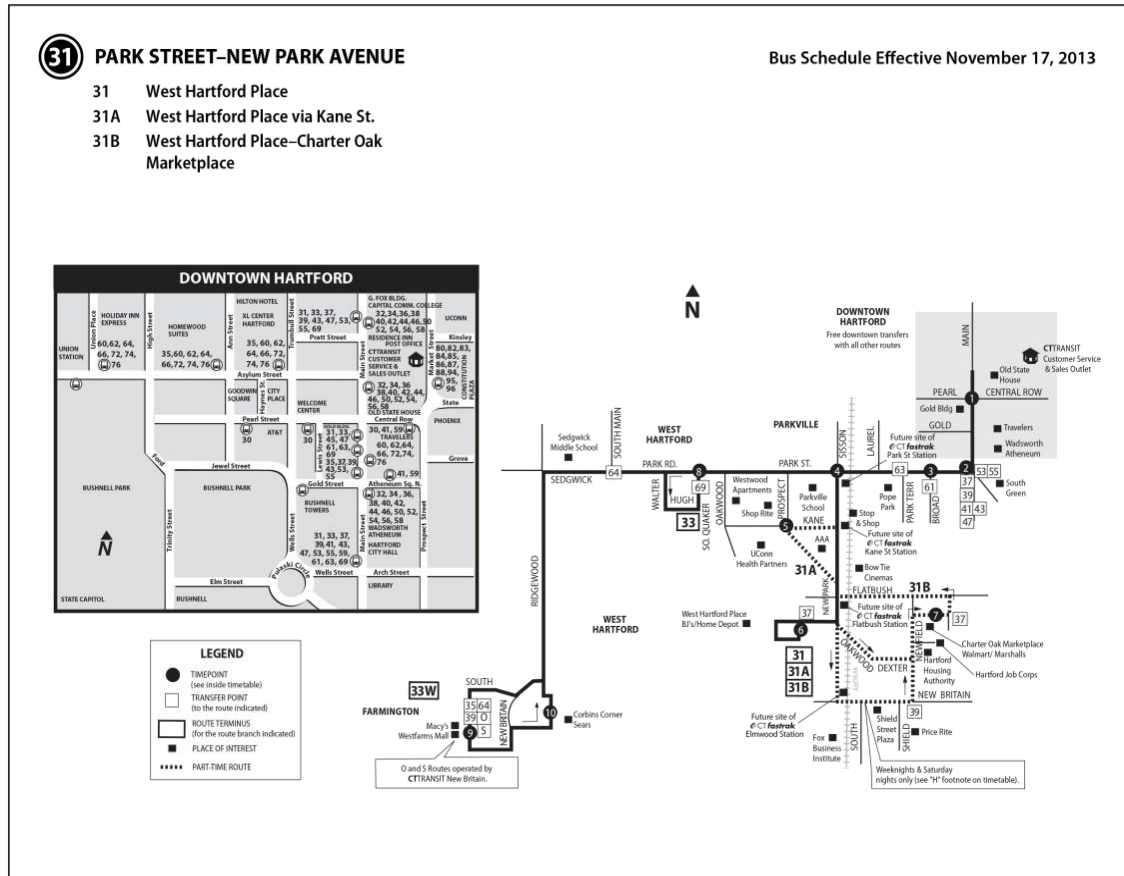 31 PARK STREET–NEW PARK AVENUE
Bus Schedule Effective November 17, 2013
31 West Hartford Place
31A West Hartford Place via Kane St.
31B West Hartford Place–Charter Oak
Marketplace
DOWNTOWN HARTFORD
Union Place
HOLIDAY INN
EXPRESS
60,62,64,
66,72,74,
76
UNION
STATION
High Street
HOMEWOOD
SUITES
35,60,62,64,
66,72,74,76
Ann Street
HILTON HOTEL
XL CENTER
HARTFORD
35,60,62,
64,66,72,
74,76
Trumbull Street
31,33,37,
39,43,47,53,
55,69
Pratt Street
Main Street
G. FOX BLDG.
CAPITAL COMM. COLLEGE
32,34,36,38
40,42,44,46,50
52,54,56,58
RESIDENCE INN
POST OFFICE
CTTRANSIT
CUSTOMER
SERVICE &
SALES OUTLET
32,34,36
38,40,42,44,
46,50,52,54,
56,58
OLD STATE HOUSE
Market Street
UCONN
Kinsley
80,82,83,
84,85,
86,87,
88,94,
95,
96
CONSTITUTION
PLAZA
State
PHOENIX
Asylum Street
GOODWIN
SQUARE
Haynes St.
CITY
PLACE
WELCOME
CENTER
Pearl Street
Central Row
30
AT&T
30
Lewis Street
GOLD BLDG.
31,33,
45,47
61,63,
69
35,37,39,
43,53,
55
30,41,59
TRAVELERS
60,62,64,
66,72,74,
76
41,59
Grove
Ford
Jewel Street
Gold Street
Atheneum Sq. N.
BUSHNELL PARK
BUSHNELL PARK
BUSHNELL
TOWERS
32,34,36,
38,40,42,
44,46,50,52,
54,56,58
WADSWORTH
ATHENEUM
HARTFORD
CITY HALL
N
Trinity Street
Wells Street
31,33,37,
39,41,43,
47,53,55,59,
61,63,69
Main Street
Prospect Street
Pulaski Circle
Wells Street
Arch Street
Elm Street
LIBRARY
STATE CAPITOL
BUSHNELL
LEGEND
TIMEPOINT
(see inside timetable)
TRANSFER POINT
(to the route indicated)
ROUTE TERMINUS
(for the route branch indicated)
PLACE OF INTEREST
PART-TIME ROUTE
N
DOWNTOWN
HARTFORD
Free downtown transfers
with all other routes
MAIN
CTTRANSIT
Customer Service
& Sales Outlet
Old State
House
PEARL
1
CENTRAL ROW
Gold Bldg
GOLD
Travelers
Wadsworth
Atheneum
South
Green
2
53 55
37
39
41 43
47
3
61
BROAD
PARK TERR
63
Pope
Park
LAUREL
Future site of
CTfastrak
Park St Station
SISSON
PARKVILLE
PARK ST.
4
Parkville
School
Stop
& Shop
Future site of
CTfastrak
Kane St Station
KANE
AAA
Bow Tie
Cinemas
PROSPECT
5
31A
UConn
Health Partners
Westwood
Apartments
Shop Rite
OAKWOOD
SO. QUAKER
69
WEST
HARTFORD
PARK RD.
8
WALTER
HUGH
33
SOUTH MAIN
64
Sedgwick
Middle School
SEDGWICK
RIDGEWOOD
WEST
HARTFORD
NEW PARK
FLATBUSH
31B
7
37
Future site of
CTfastrak
Flatbush Station
West Hartford Place
BJ's/Home Depot
37
6
31
31A
31B
OAKWOOD
DEXTER
AMTRAK
NEWFIELD
Charter Oak Marketplace
Walmart/ Marshalls
Hartford
Housing
Authority
Hartford Job Corps
NEW BRITAIN
39
Price Rite
SHIELD
Shield
Street
Plaza
SOUTH
Future site of
CTfastrak
Elmwood Station
Fox
Business
Institute
Weeknights & Saturday
nights only (see "H" footnote on timetable).
33W
FARMINGTON
SOUTH
35 64
39 O
S
9
Macy's
Westfarms Mall
NEW BRITAIN
10
Corbins Corner
Sears
O and S Routes operated by
CTTRANSIT New Britain.